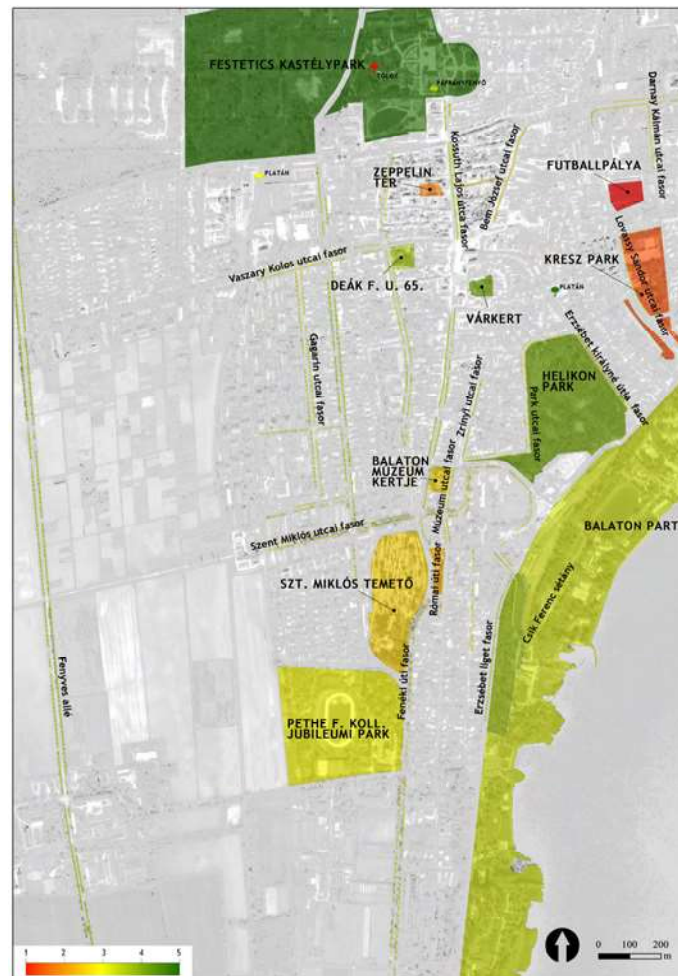 FESTETICS KASTÉLYPARK
TÖLGY
PÁFRÁNYFENYŐ
Darnay Kálmán utcai fasor
PLATÁN
ZEPPELIN
TÉR
Kossuth Lajos utca fasor
Bem József utcai fasor
FUTBALLPÁLYA
Lovassy Sándor utcai fasor
KRESZ PARK
Vaszary Kolos utcai fasor
DEÁK F. U. 65.
VÁRKERT
PLATÁN
Erzsébet királyné útja fasor
Gagarin utcai fasor
HELIKON
PARK
Park utcai fasor
Zrínyi utcai fasor
BALATON
MÚZEUM
KERTJE
Múzeum utcai fasor
BALATON PART
Szent Miklós utcai fasor
SZT. MIKLÓS TEMETŐ
Római úti fasor
Csik Ferenc sétány
Erzsébet liget fasor
Fenyves allé
Fenéki úti fasor
PETHE F. KOLL.
JUBILEUMI PARK
1 2 3 4 5
0 100 200
m